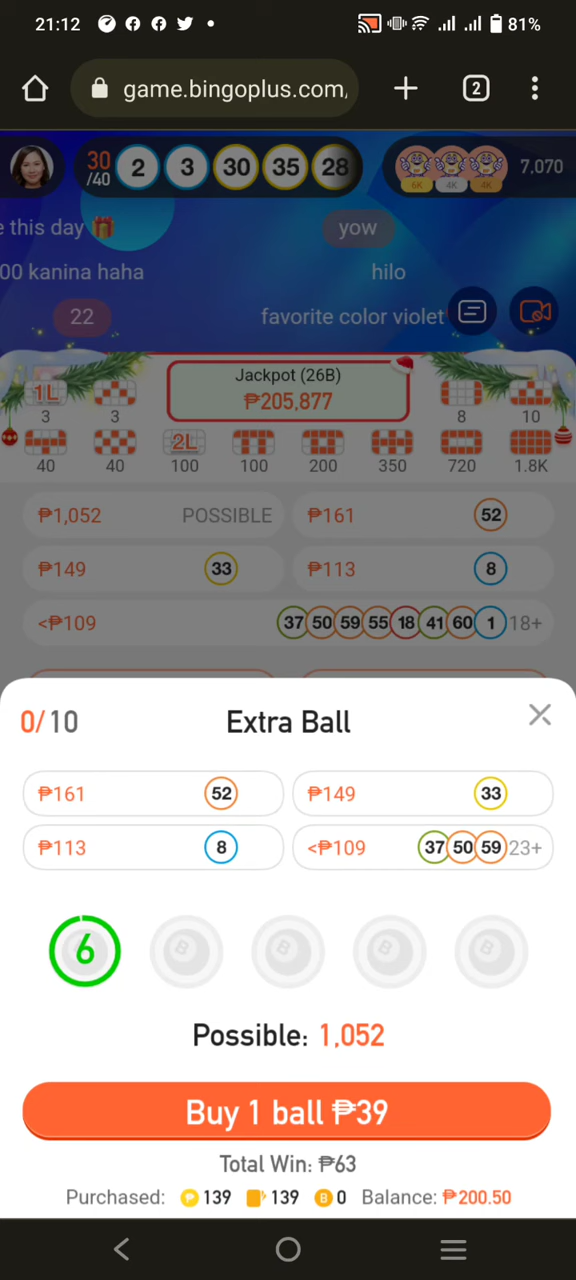 21:12 81%
game.bingoplus.com, 2
30/40 2 3 30 35 28 6K 4K 4K 7,070
e this day yow
00 kanina haha hilo
22 favorite color violet
1L 3 3 Jackpot (26B) ₱205,877 8 10
2L
40 40 100 100 200 350 720 1.8K
₱1,052 POSSIBLE ₱161 52
₱149 33 ₱113 8
<₱109 37 50 59 55 18 41 60 1 18+
0/10 Extra Ball
₱161 52 ₱149 33
₱113 8 <₱109 37 50 59 23+
6 B B B B
Possible: 1,052
Buy 1 ball ₱39
Total Win: ₱63
Purchased: P 139 139 B 0 Balance: ₱200.50